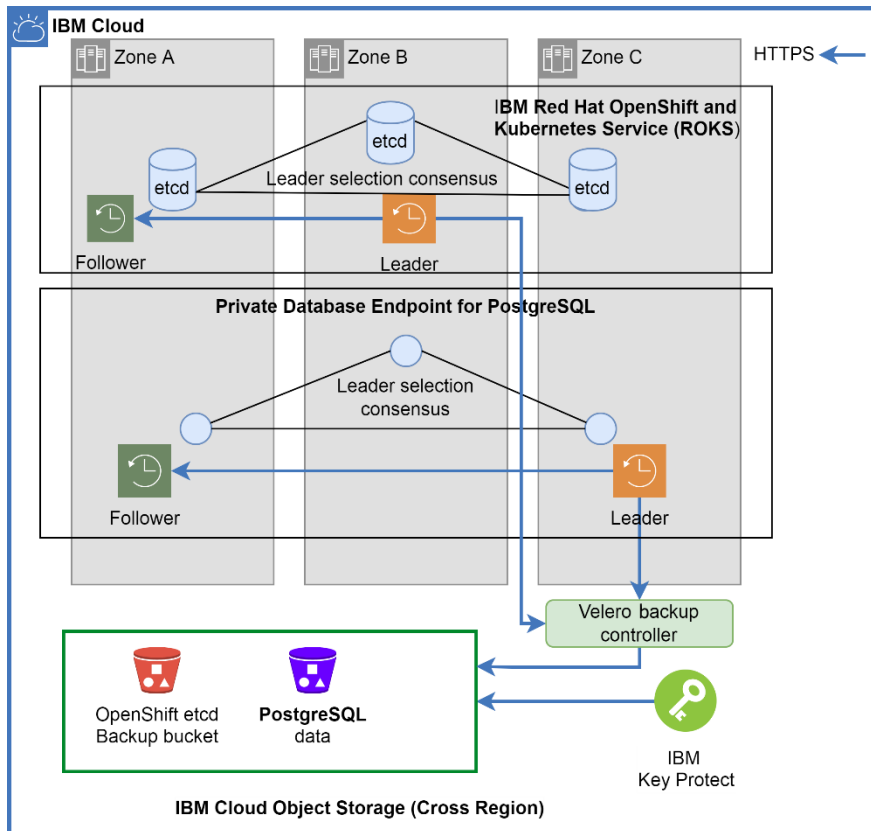 IBM Cloud
Zone A
Zone B
Zone C
HTTPS
IBM Red Hat OpenShift and
Kubernetes Service (ROKS)
etcd
etcd
etcd
Leader selection consensus
Follower
Leader
Private Database Endpoint for PostgreSQL
Leader selection
consensus
Follower
Leader
Velero backup
controller
OpenShift etcd
Backup bucket
PostgreSQL
data
IBM
Key Protect
IBM Cloud Object Storage (Cross Region)